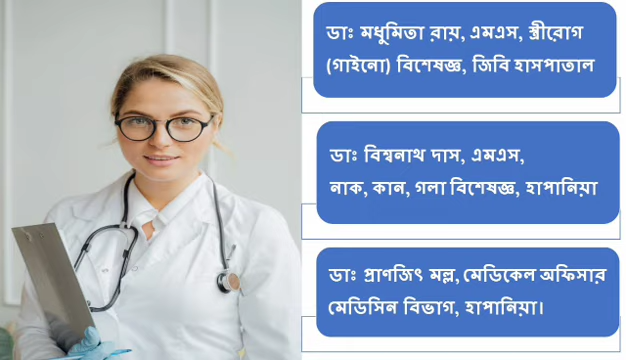 ডাঃ মধুমিতা রায়, এমএস, স্ত্রীরোগ
(গাইনো) বিশেষজ্ঞ, জিবি হাসপাতাল
ডাঃ বিশ্বনাথ দাস, এমএস,
নাক, কান, গলা বিশেষজ্ঞ, হাপানিয়া
ডাঃ প্রাণজিৎ মল্ল, মেডিকেল অফিসার
মেডিসিন বিভাগ, হাপানিয়া।